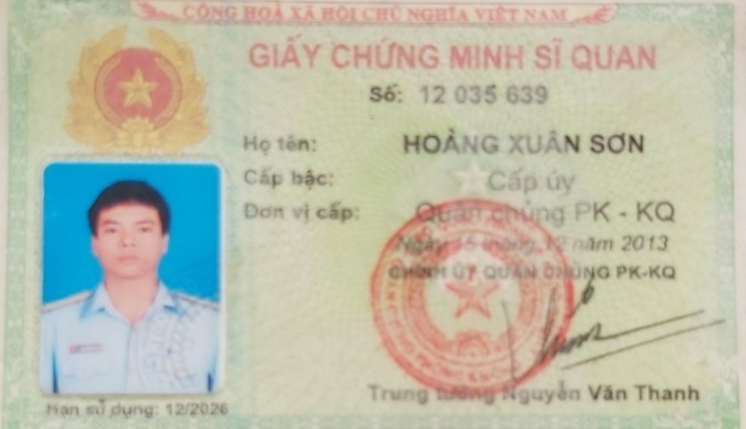 CỘNG HOÀ XÃ HỘI CHỦ NGHĨA VIỆT NAM
GIẤY CHỨNG MINH SĨ QUAN
Số: 12 035 639
Họ tên: HOÀNG XUÂN SƠN
Cấp bậc: Cấp úy
Đơn vị cấp: Quân chủng PK - KQ
Ngày 15 tháng 12 năm 2013
CHÍNH ỦY QUÂN CHỦNG PK-KQ
Trung tướng Nguyễn Văn Thanh
Hạn sử dụng: 12/2026